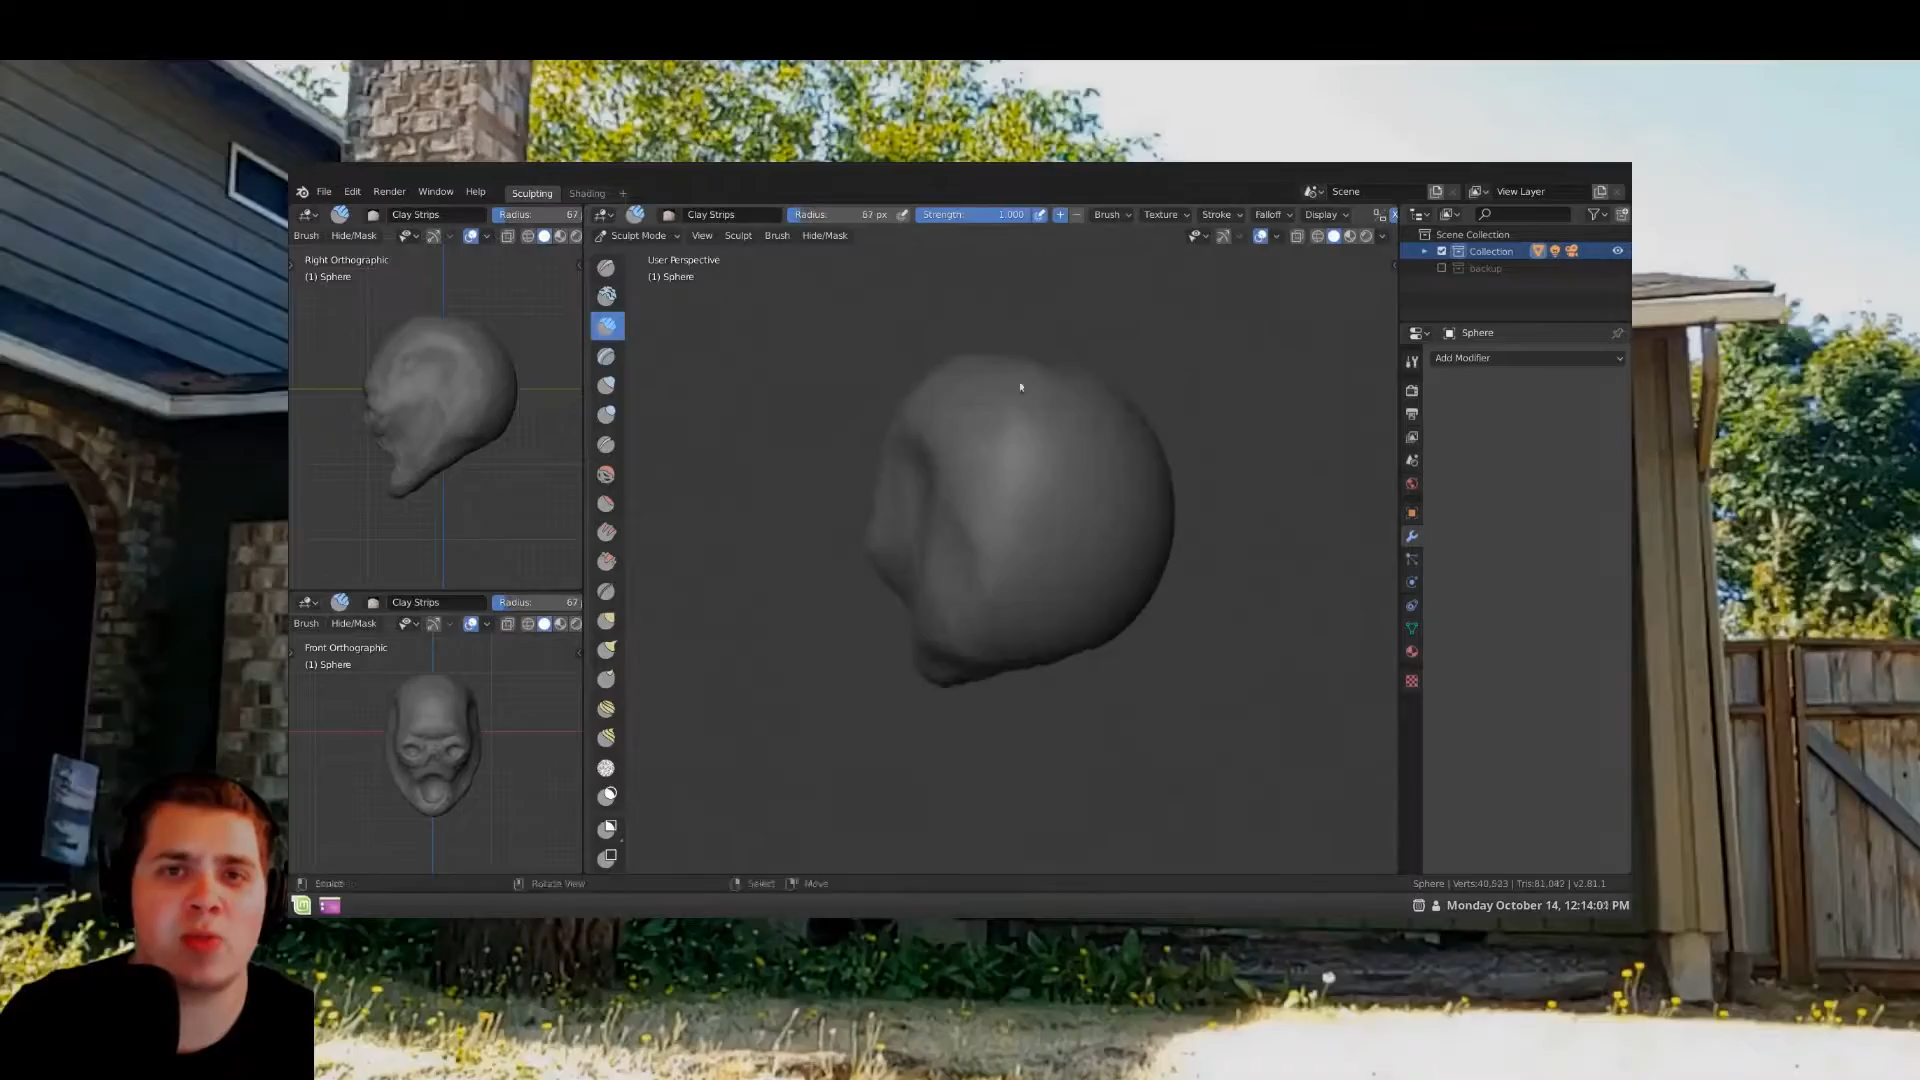 File Edit Render Window Help Sculpting Shading + Scene View Layer
Clay Strips Radius: 67 Clay Strips Radius: 67 px Strength: 1.000 + − Brush Texture Stroke Falloff Display X
Brush Hide/Mask Sculpt Mode View Sculpt Brush Hide/Mask
Scene Collection
Collection
Backup
Right Orthographic
(1) Sphere
User Perspective
(1) Sphere
Sphere
Add Modifier
Clay Strips Radius: 67
Brush Hide/Mask
Front Orthographic
(1) Sphere
Sculpt Rotate View Select Move Sphere | Verts:40,523 | Tris:81,042 | v2.81.1
Monday October 14, 12:14:01 PM